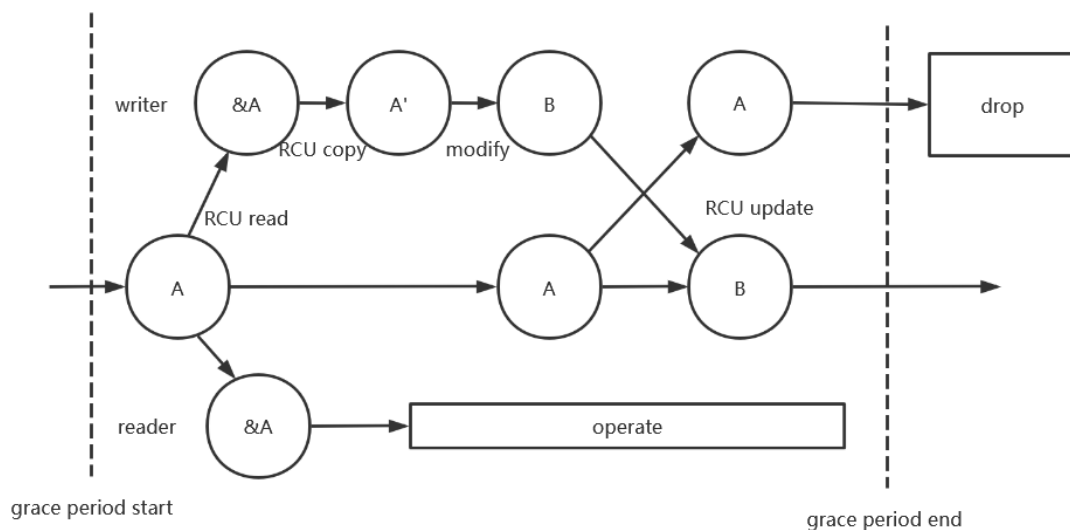 writer
&A
A'
B
A
drop
RCU copy
modify
RCU read
RCU update
A
A
B
reader
&A
operate
grace period start
grace period end